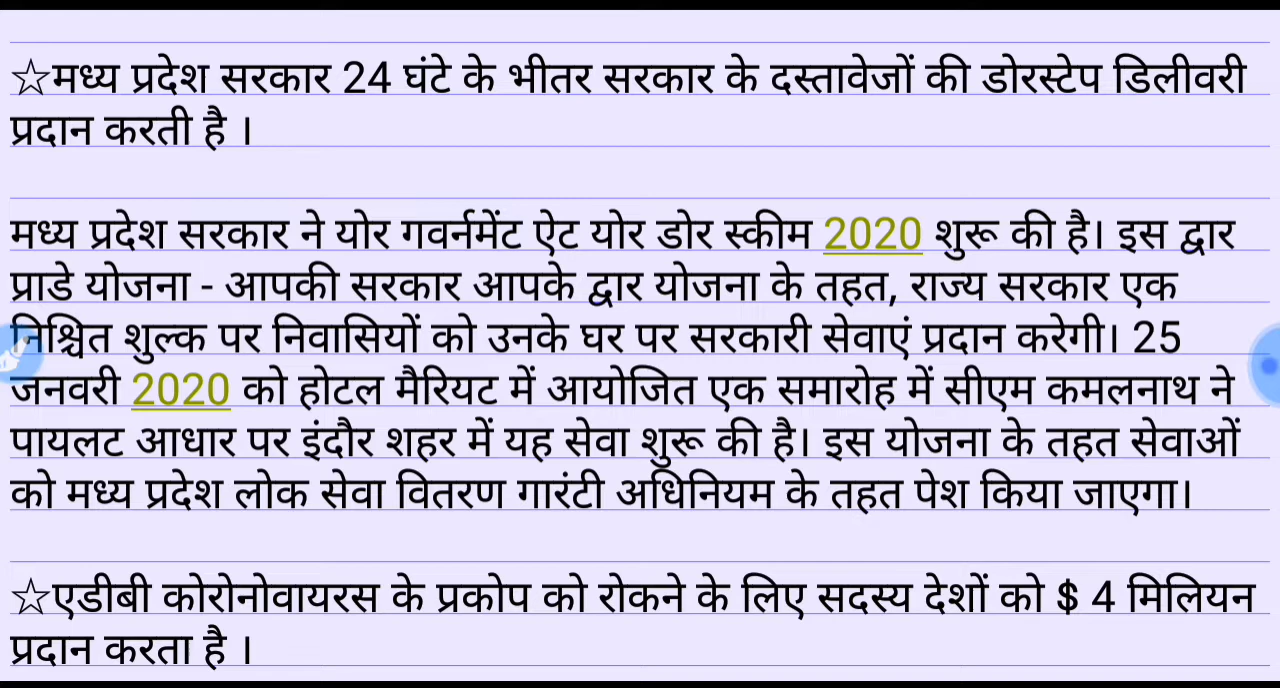 ☆मध्य प्रदेश सरकार 24 घंटे के भीतर सरकार के दस्तावेजों की डोरस्टेप डिलीवरी
प्रदान करती है ।
मध्य प्रदेश सरकार ने योर गवर्नमेंट ऐट योर डोर स्कीम 2020 शुरू की है। इस द्वार
प्राडे योजना - आपकी सरकार आपके द्वार योजना के तहत, राज्य सरकार एक
निश्चित शुल्क पर निवासियों को उनके घर पर सरकारी सेवाएं प्रदान करेगी। 25
जनवरी 2020 को होटल मैरियट में आयोजित एक समारोह में सीएम कमलनाथ ने
पायलट आधार पर इंदौर शहर में यह सेवा शुरू की है। इस योजना के तहत सेवाओं
को मध्य प्रदेश लोक सेवा वितरण गारंटी अधिनियम के तहत पेश किया जाएगा।
☆एडीबी कोरोनोवायरस के प्रकोप को रोकने के लिए सदस्य देशों को $ 4 मिलियन
प्रदान करता है ।